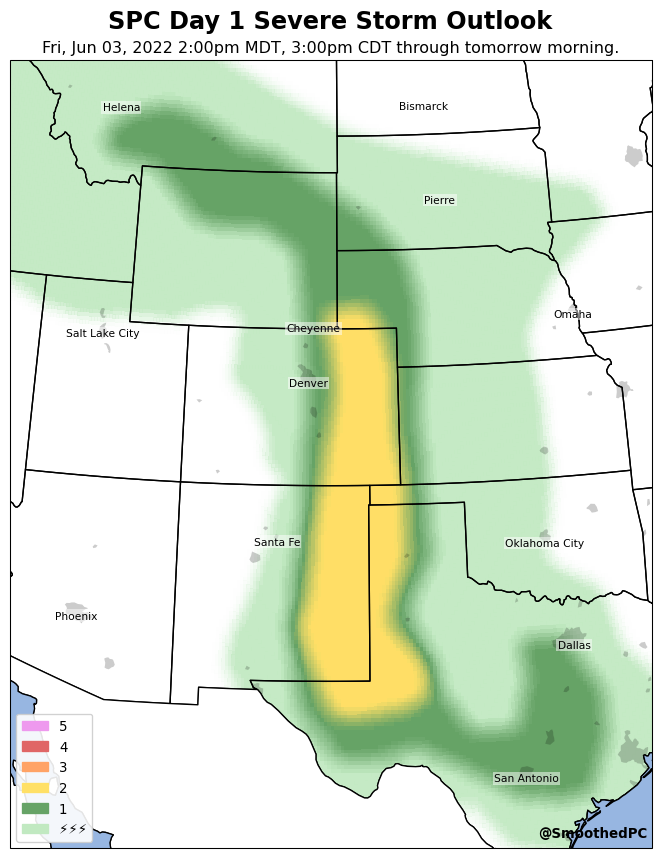 SPC Day 1 Severe Storm Outlook
Fri, Jun 03, 2022 2:00pm MDT, 3:00pm CDT through tomorrow morning.
Helena
Bismarck
Pierre
Omaha
Cheyenne
Salt Lake City
Denver
Santa Fe
Oklahoma City
Phoenix
Dallas
San Antonio
5
4
3
2
1
⚡⚡⚡
@SmoothedPC